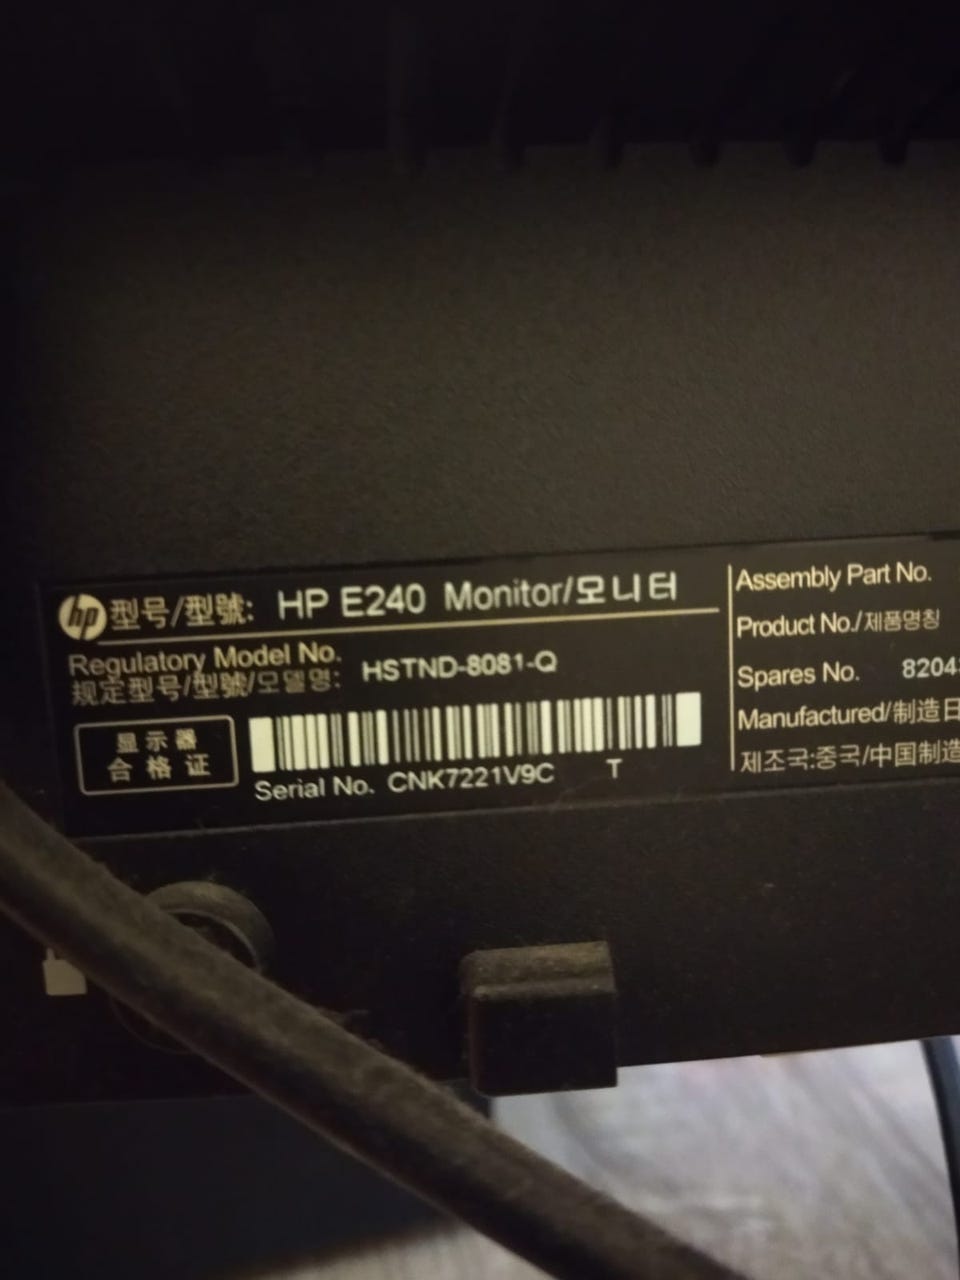 hp 型号/型號: HP E240 Monitor/모니터
Regulatory Model No.
规定型号/型號/모델명: HSTND-8081-Q
显示器
合格证
Serial No. CNK7221V9C T
Assembly Part No.
Product No./제품명칭
Spares No. 8204
Manufactured/制造日
제조국:중국/中国制造